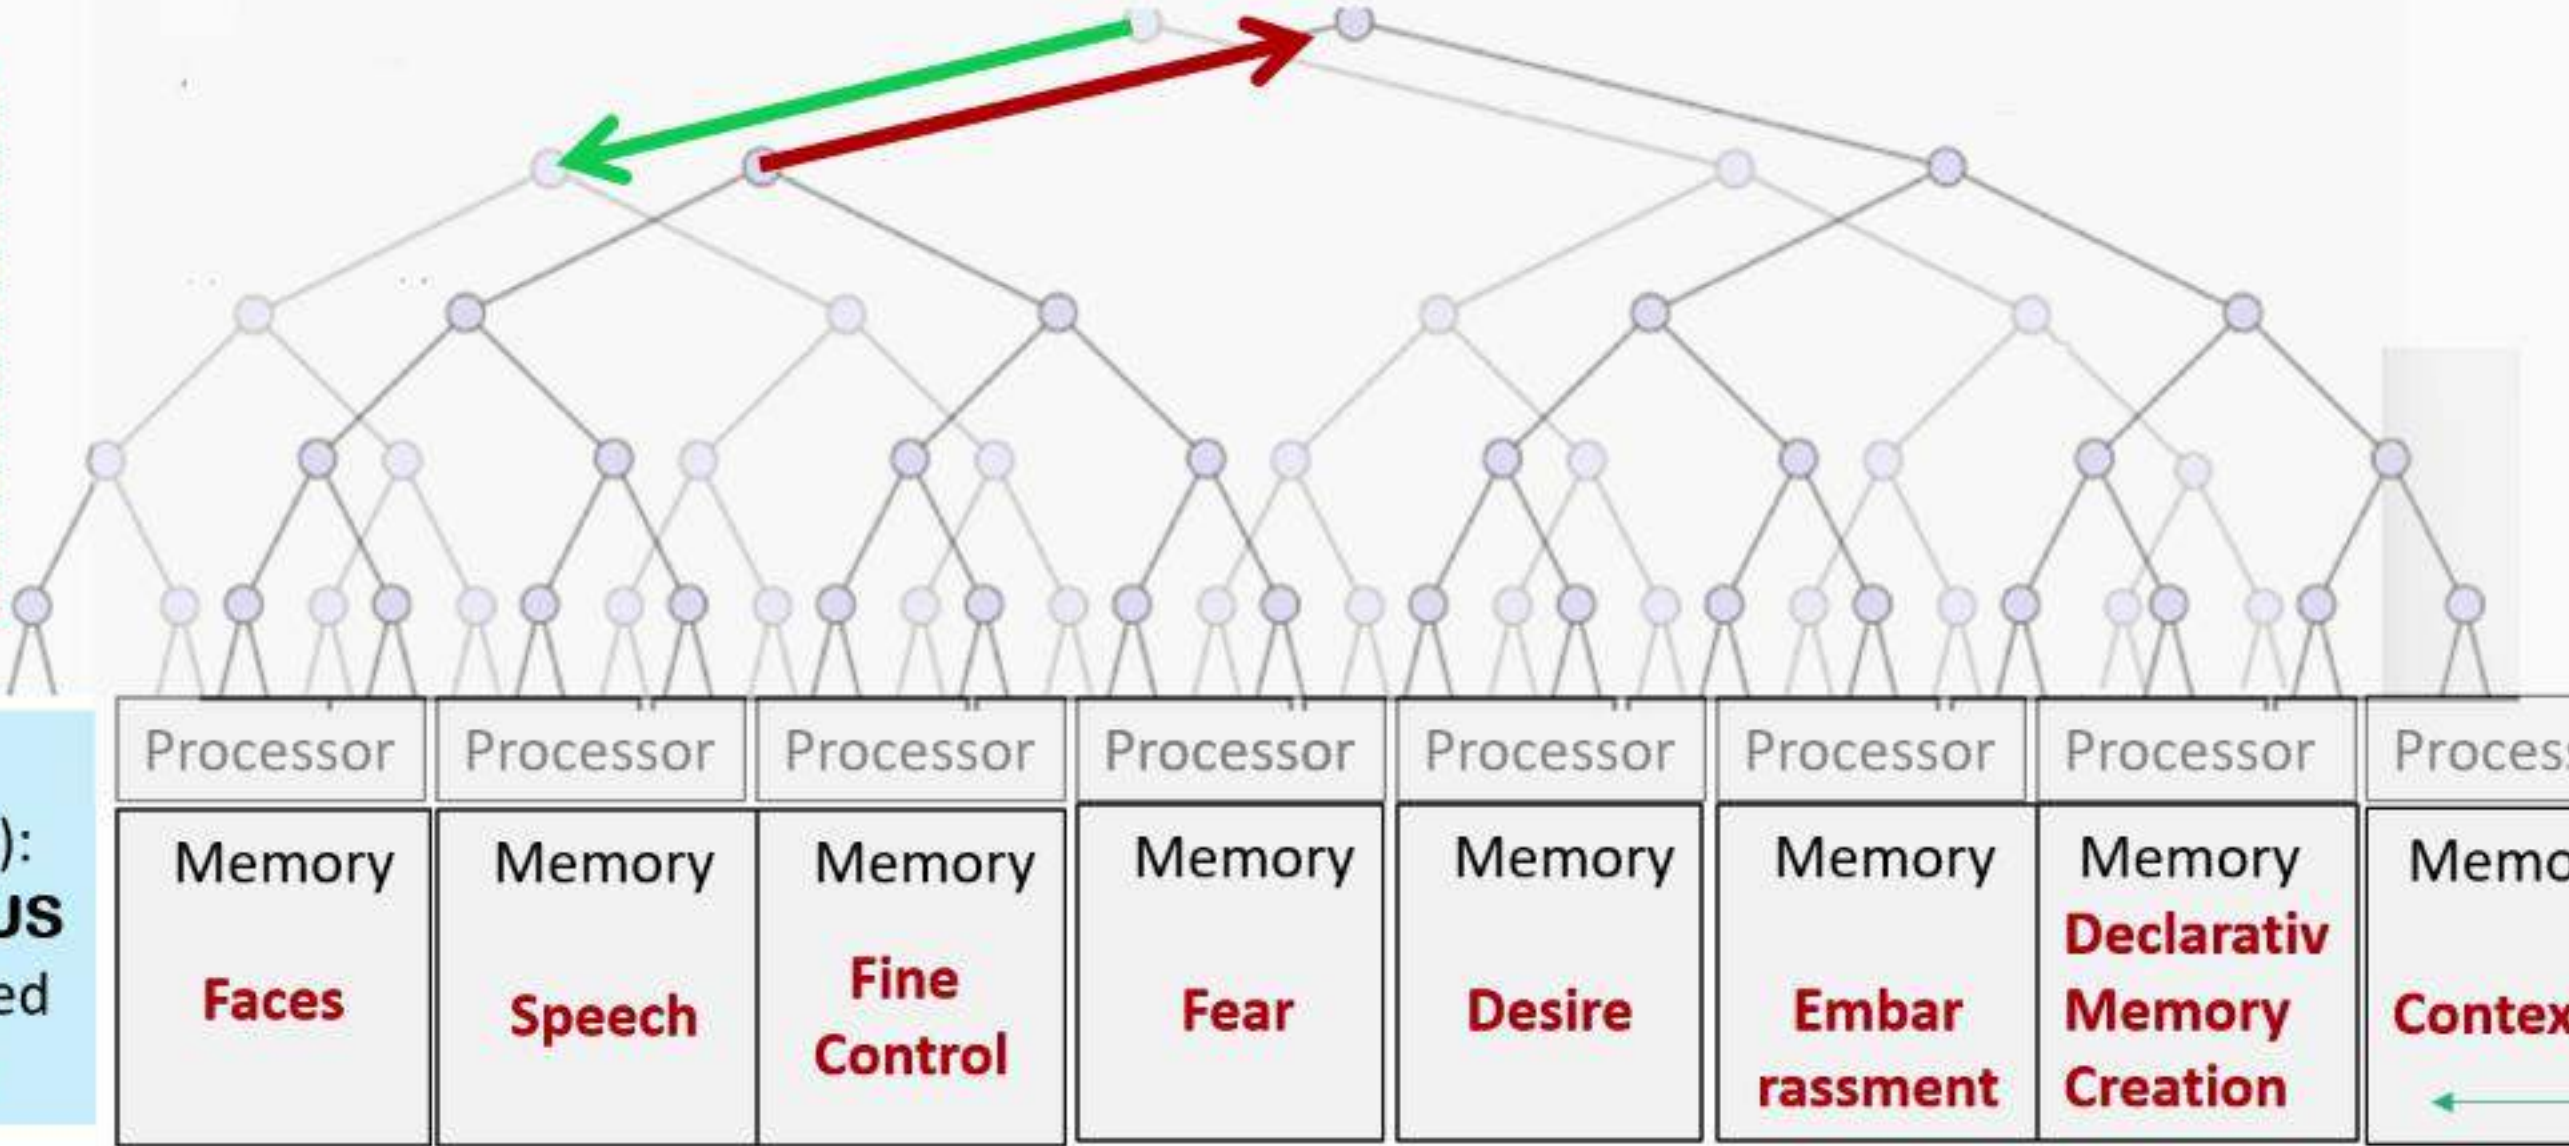 Processor
Processor
Processor
Processor
Processor
Processor
Processor
Process
):
US
ed
Memory
Faces
Memory
Speech
Memory
Fine
Control
Memory
Fear
Memory
Desire
Memory
Embar
rassment
Memory
Declarativ
Memory
Creation
Memo
Contex